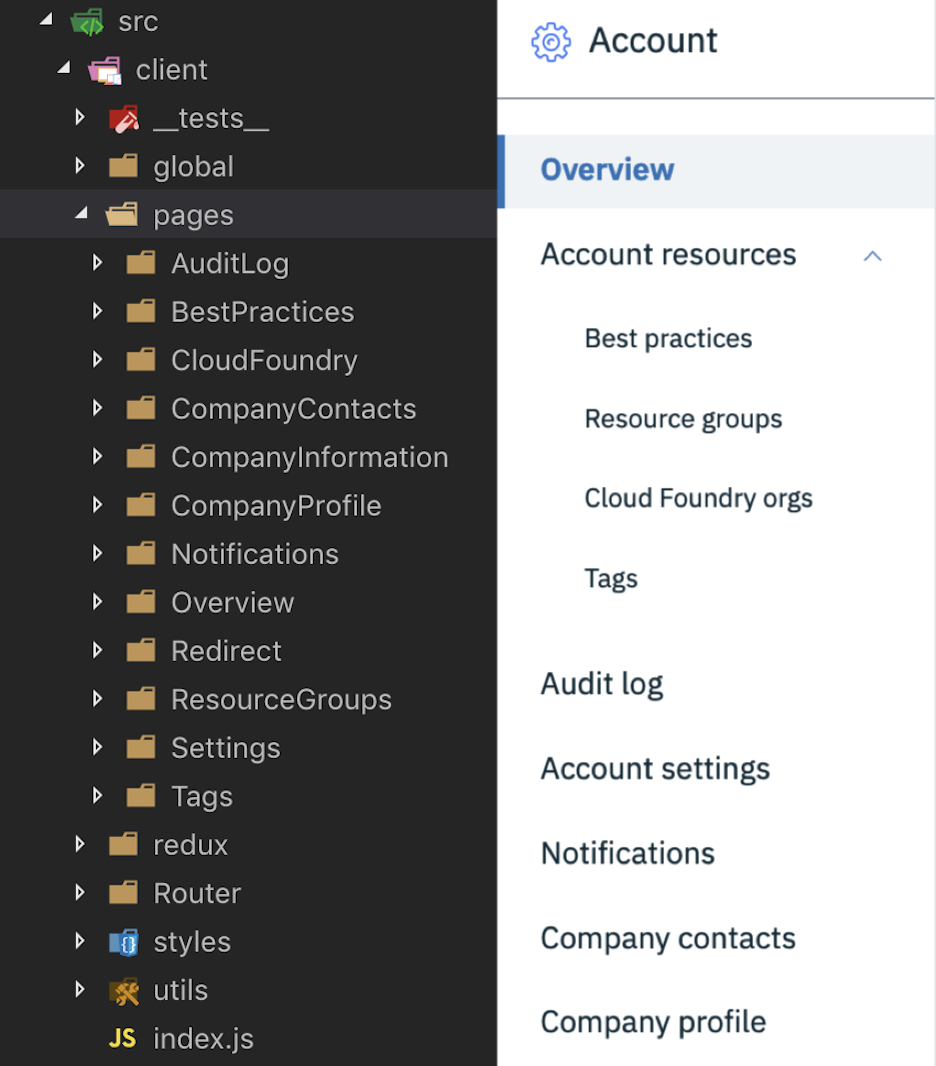 src
client
__tests__
global
pages
AuditLog
BestPractices
CloudFoundry
CompanyContacts
CompanyInformation
CompanyProfile
Notifications
Overview
Redirect
ResourceGroups
Settings
Tags
redux
Router
styles
utils
JS index.js
Account
Overview
Account resources
Best practices
Resource groups
Cloud Foundry orgs
Tags
Audit log
Account settings
Notifications
Company contacts
Company profile